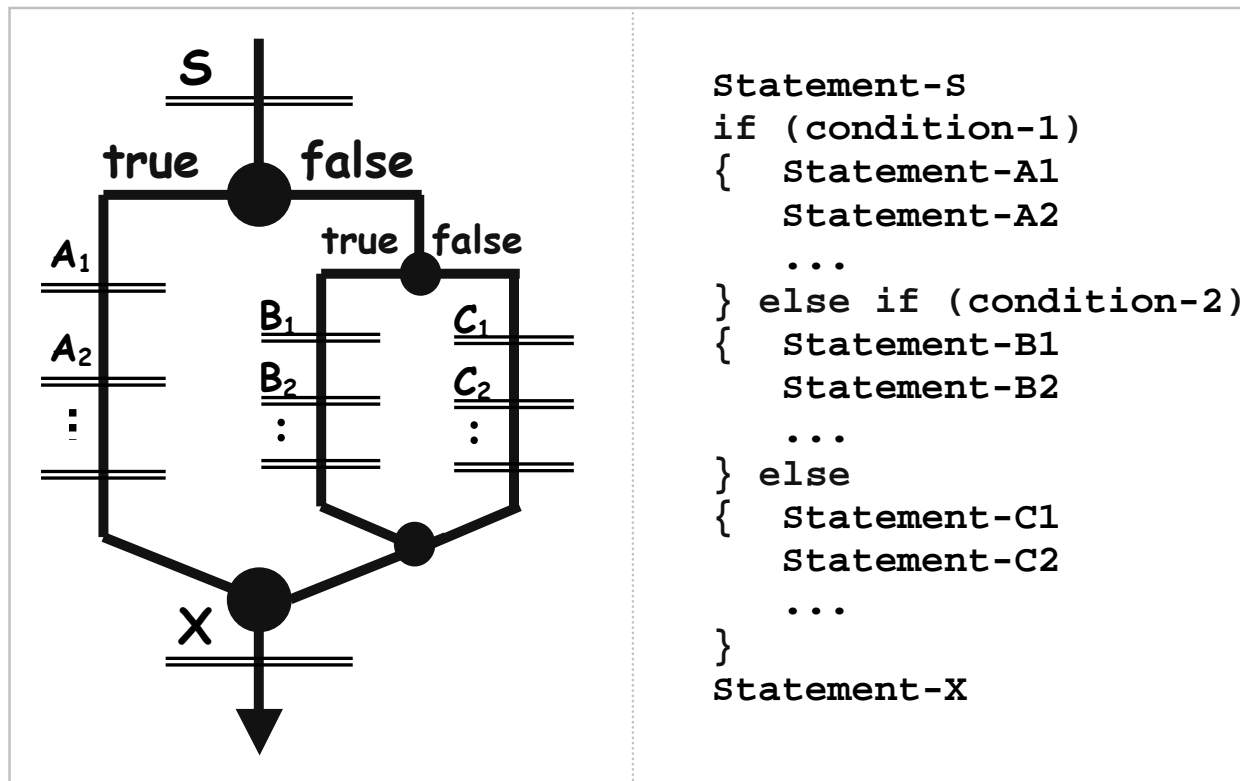 S
true false
true false
A1
B1 C1
A2
B2 C2
⋮
: :
X
Statement-S
if (condition-1)
{ Statement-A1
Statement-A2
...
} else if (condition-2)
{ Statement-B1
Statement-B2
...
} else
{ Statement-C1
Statement-C2
...
}
Statement-X